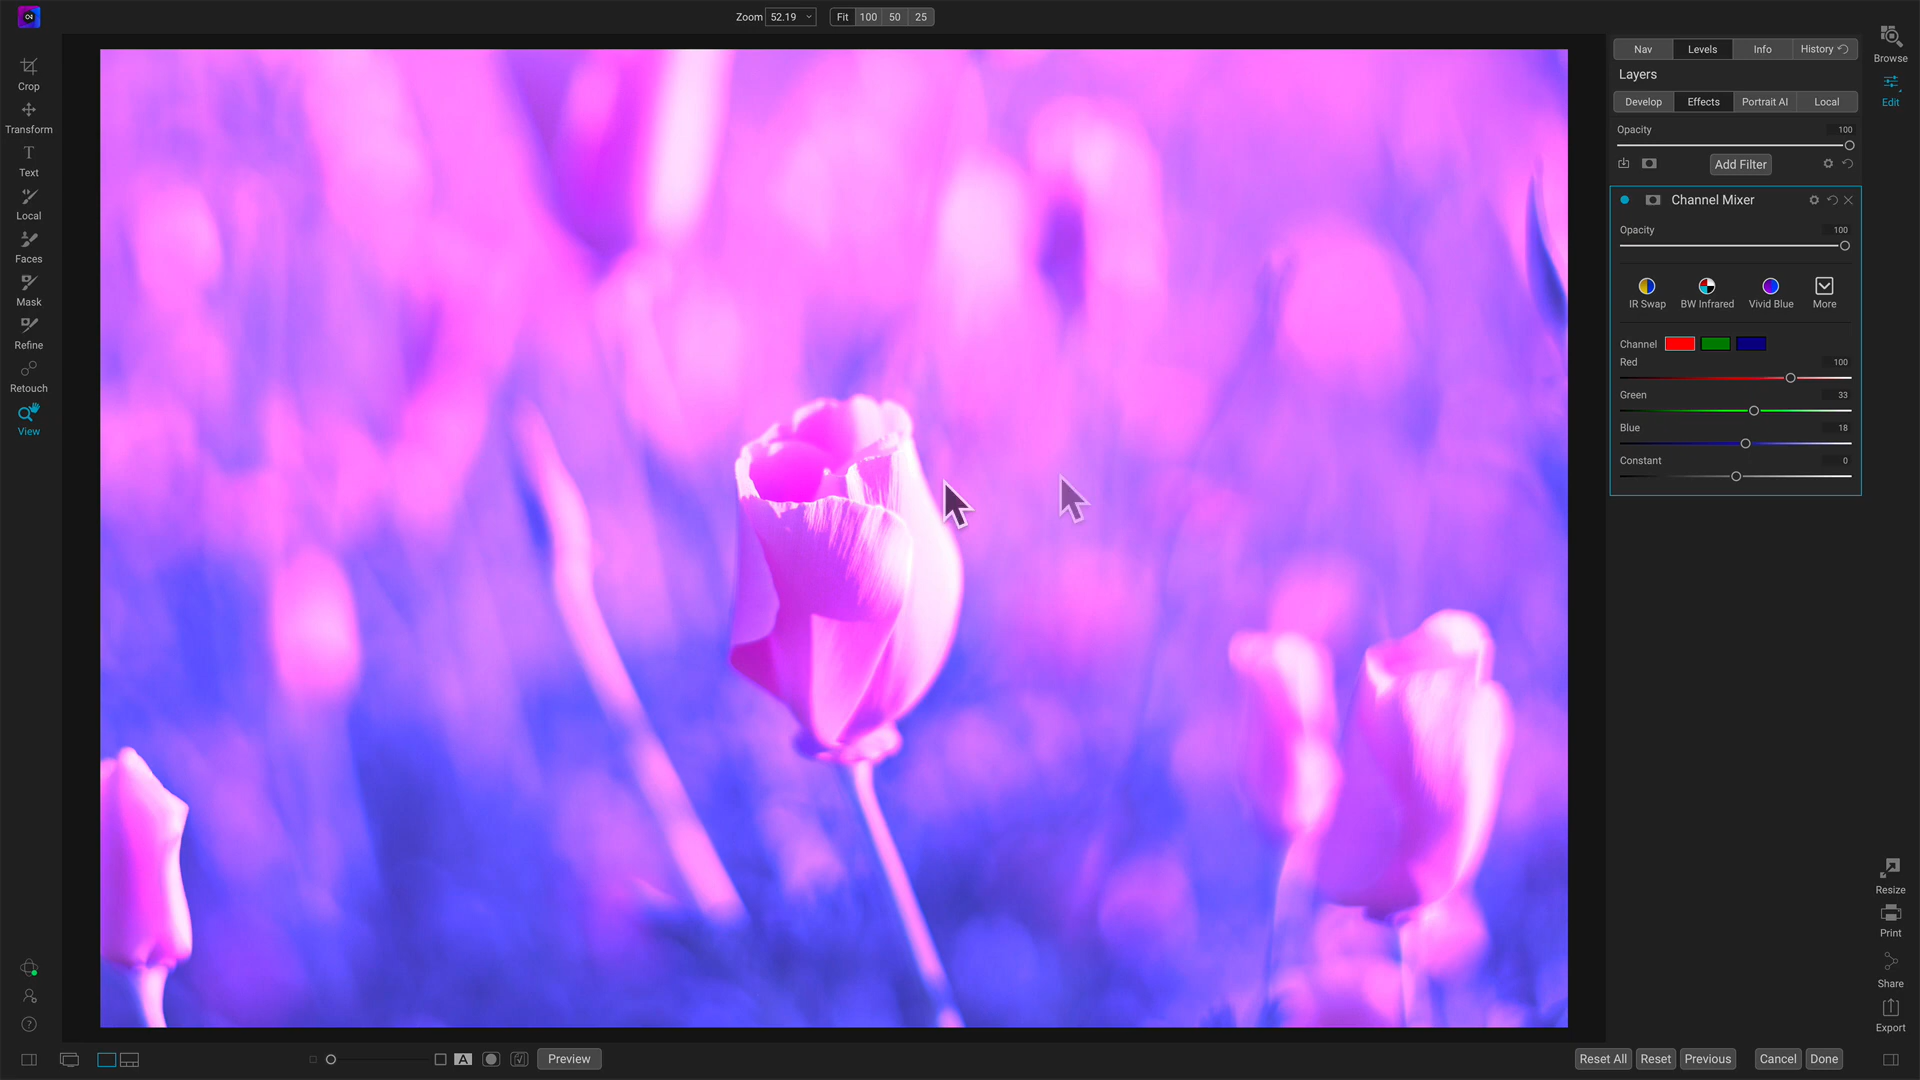 Zoom 52.19 Fit 100 50 25
Crop
Transform
Text
Local
Faces
Mask
Refine
Retouch
View
Nav Levels Info History
Layers
Develop Effects Portrait AI Local
Opacity 100
Add Filter
Channel Mixer
Opacity 100
IR Swap BW Infrared Vivid Blue More
Channel
Red 100
Green 33
Blue 18
Constant 0
Browse
Edit
Resize
Print
Share
Export
?
A Preview
Reset All Reset Previous Cancel Done